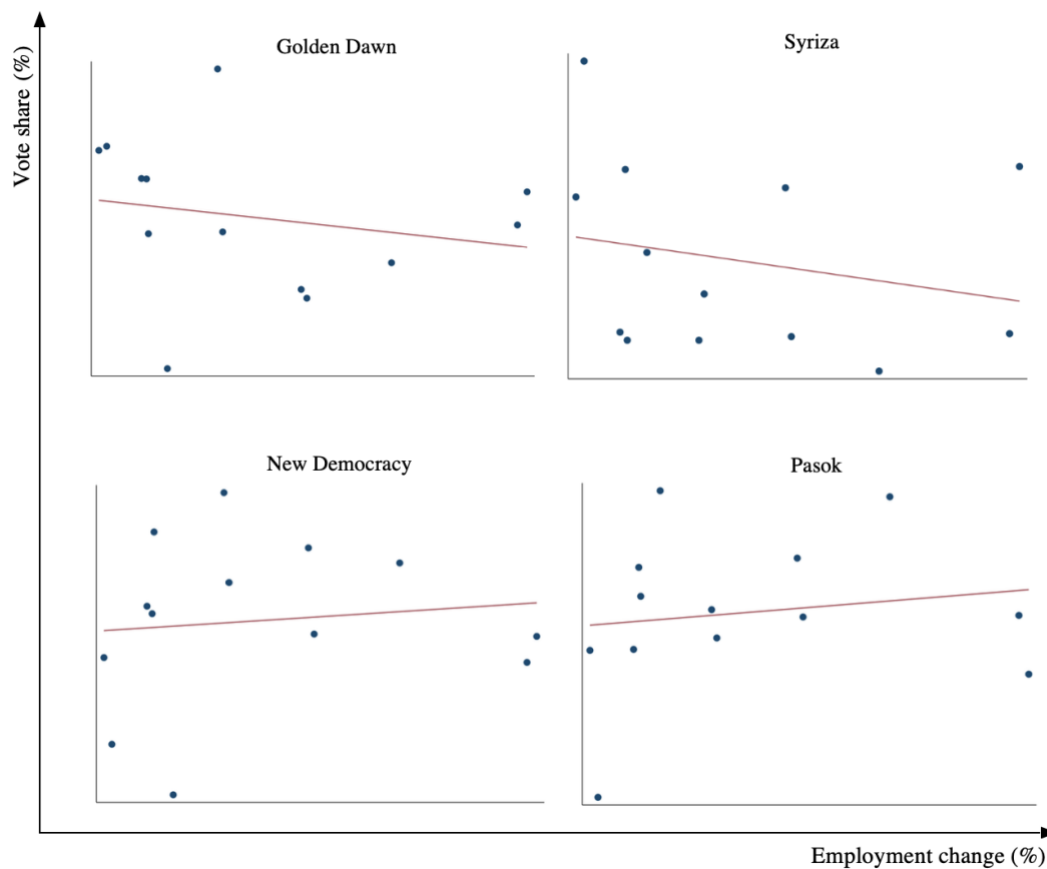 Vote share (%)
Golden Dawn
Syriza
New Democracy
Pasok
Employment change (%)